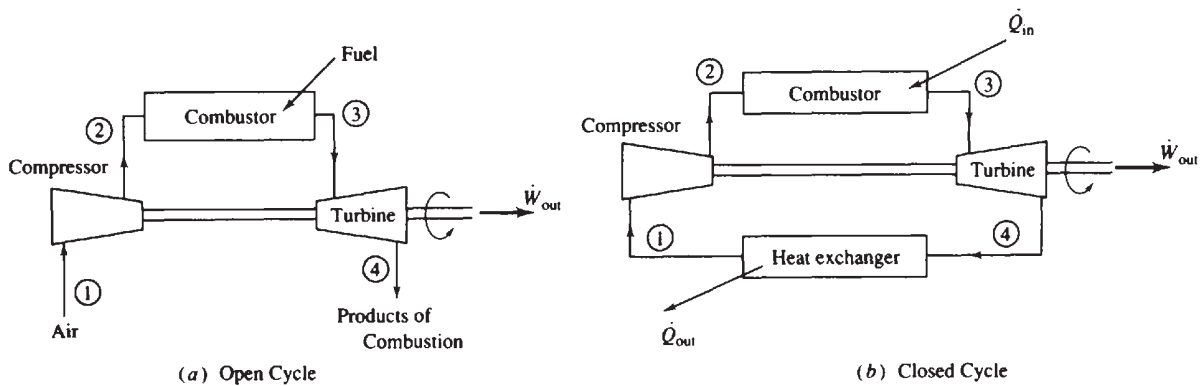 Fuel
Combustor
②
③
Compressor
Turbine
Ẇout
①
④
Air
Products of
Combustion
(a) Open Cycle
Q̇in
②
Combustor
③
Compressor
Turbine
Ẇout
①
④
Heat exchanger
Q̇out
(b) Closed Cycle